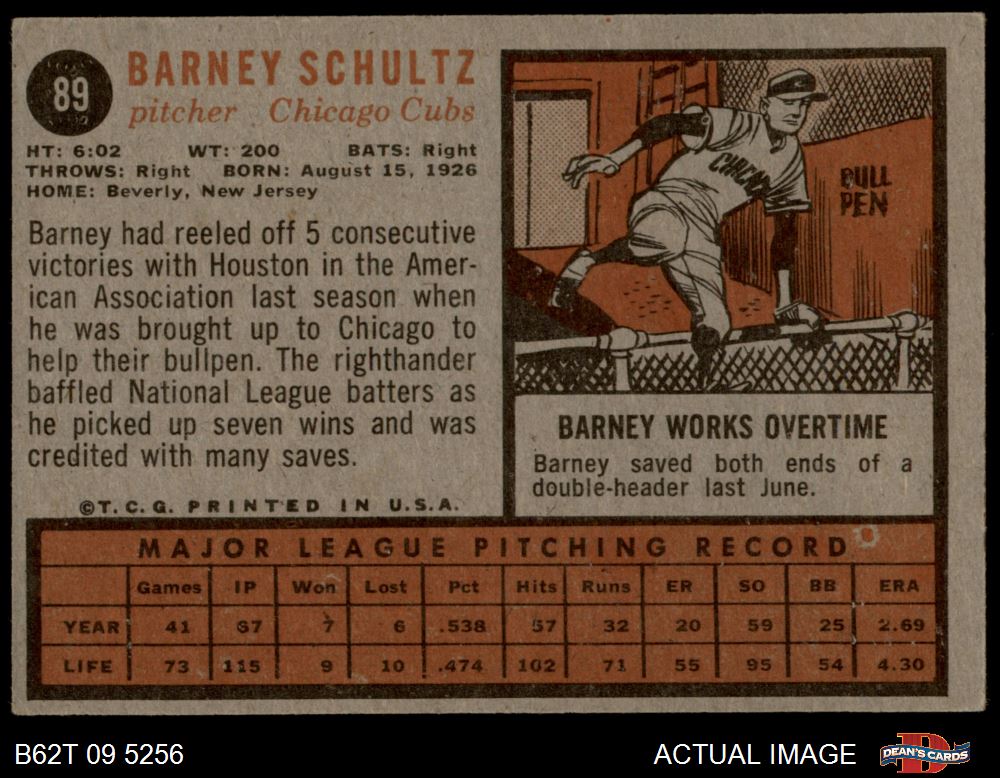 89
BARNEY SCHULTZ
pitcher Chicago Cubs
HT: 6:02 WT: 200 BATS: Right
THROWS: Right BORN: August 15, 1926
HOME: Beverly, New Jersey
Barney had reeled off 5 consecutive
victories with Houston in the Amer-
ican Association last season when
he was brought up to Chicago to
help their bullpen. The righthander
baffled National League batters as
he picked up seven wins and was
credited with many saves.
©T.C.G. PRINTED IN U.S.A.
CHICAGO
BULL
PEN
BARNEY WORKS OVERTIME
Barney saved both ends of a
double-header last June.
MAJOR LEAGUE PITCHING RECORD
Games IP Won Lost Pct Hits Runs ER SO BB ERA
YEAR 41 67 7 6 .538 57 32 20 59 25 2.69
LIFE 73 115 9 10 .474 102 71 55 95 54 4.30
B62T 09 5256
ACTUAL IMAGE
DEAN'S CARDS